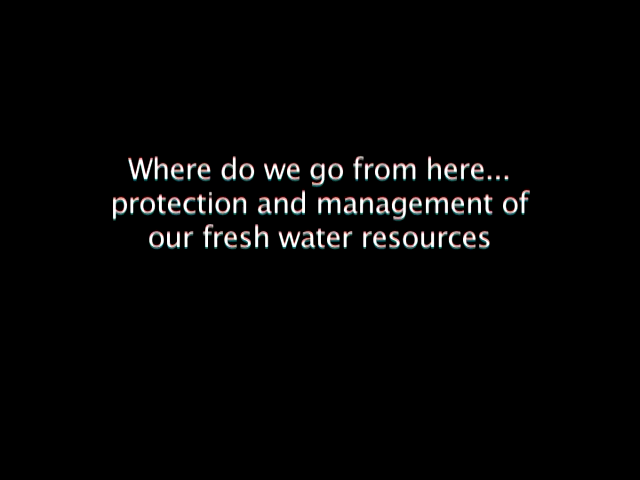 Where do we go from here...
protection and management of
our fresh water resources